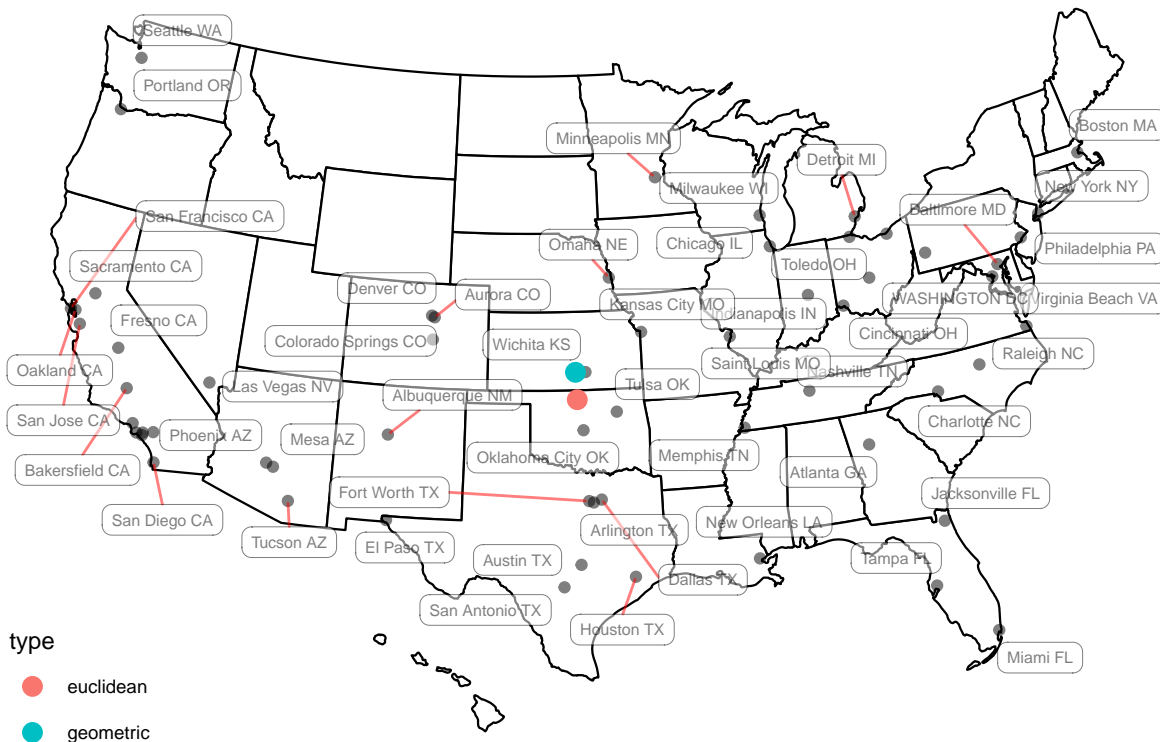 Seattle WA
Portland OR
Boston MA
Minneapolis MN
Detroit MI
Milwaukee WI
New York NY
San Francisco CA
Baltimore MD
Omaha NE
Chicago IL
Philadelphia PA
Sacramento CA
Toledo OH
Denver CO
Aurora CO
Kansas City MO
WASHINGTON DC
Virginia Beach VA
Fresno CA
Indianapolis IN
Colorado Springs CO
Wichita KS
Cincinnati OH
Raleigh NC
Oakland CA
Saint Louis MO
Nashville TN
Las Vegas NV
Albuquerque NM
Tulsa OK
San Jose CA
Charlotte NC
Phoenix AZ
Mesa AZ
Oklahoma City OK
Memphis TN
Bakersfield CA
Atlanta GA
Fort Worth TX
Jacksonville FL
San Diego CA
Arlington TX
New Orleans LA
Tucson AZ
El Paso TX
Austin TX
Tampa FL
Dallas TX
San Antonio TX
Houston TX
Miami FL
type
euclidean
geometric